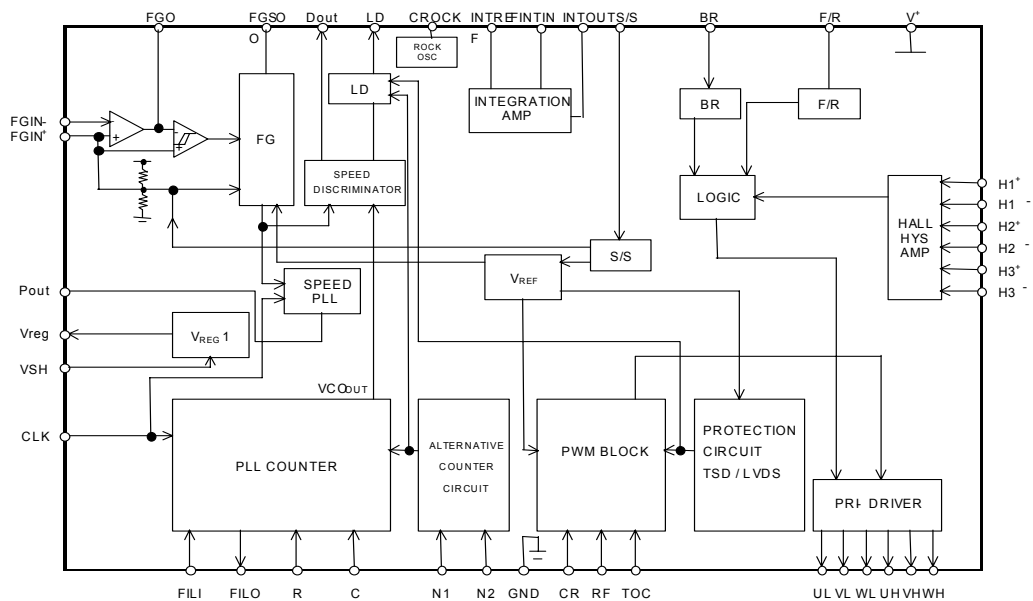 FGO FGSO Dout LD CROCK INTREF FINTIN INTOUT S/S BR F/R V+
ROCK
OSC
LD
INTEGRATION
AMP
BR
F/R
FGIN-
FGIN+
- +
- +
FG
SPEED
DISCRIMINATOR
LOGIC
HALL
HYS
AMP
H1+
H1 -
H2+
H2 -
H3+
H3 -
S/S
VREF
SPEED
PLL
Pout
Vreg
VREG 1
VSH
VCOOUT
CLK
PLL COUNTER
ALTERNATIVE
COUNTER
CIRCUIT
PWM BLOCK
PROTECTION
CIRCUIT
TSD / LVDS
PRI- DRIVER
FILI FILO R C N1 N2 GND CR RF TOC UL VL WL UH VH WH